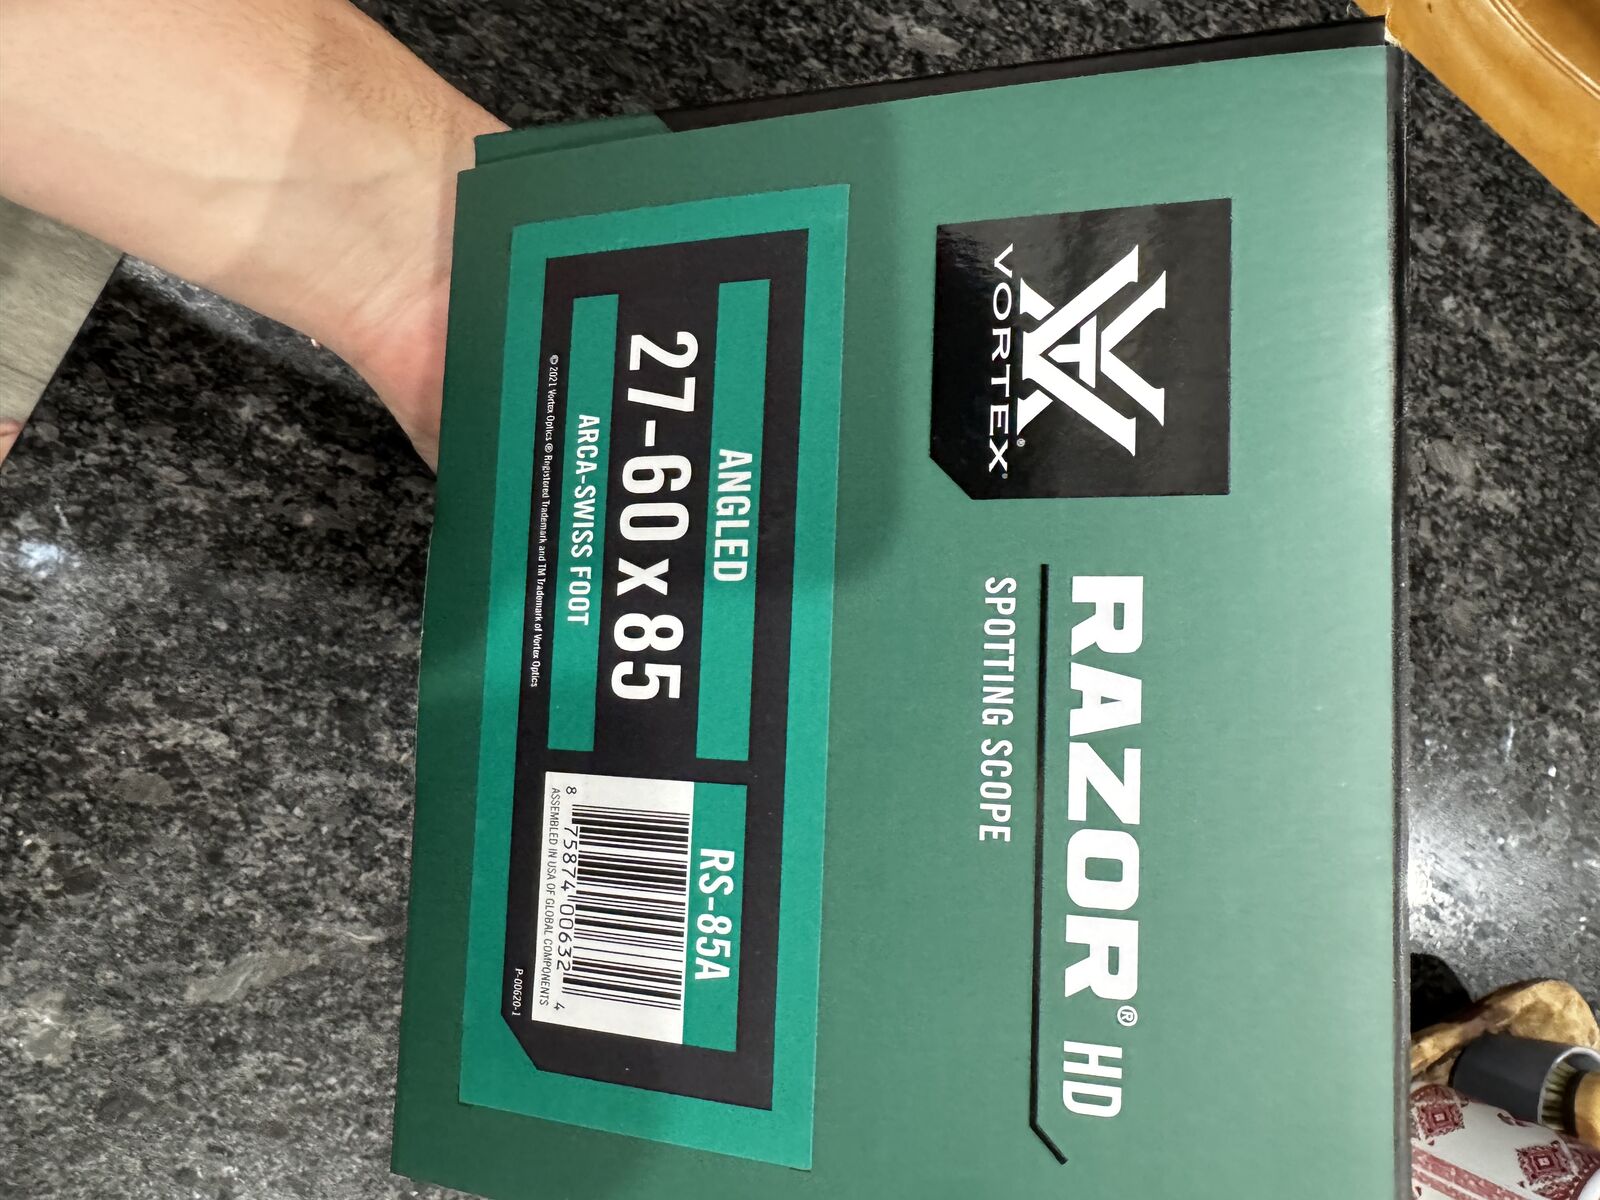 VORTEX®
RAZOR® HD
SPOTTING SCOPE
ANGLED
27-60 x 85
ARCA-SWISS FOOT
© 2021 Vortex Optics ® Registered Trademark and TM Trademark of Vortex Optics
RS-85A
8 75874 00632 4
ASSEMBLED IN USA OF GLOBAL COMPONENTS
P-00620-1